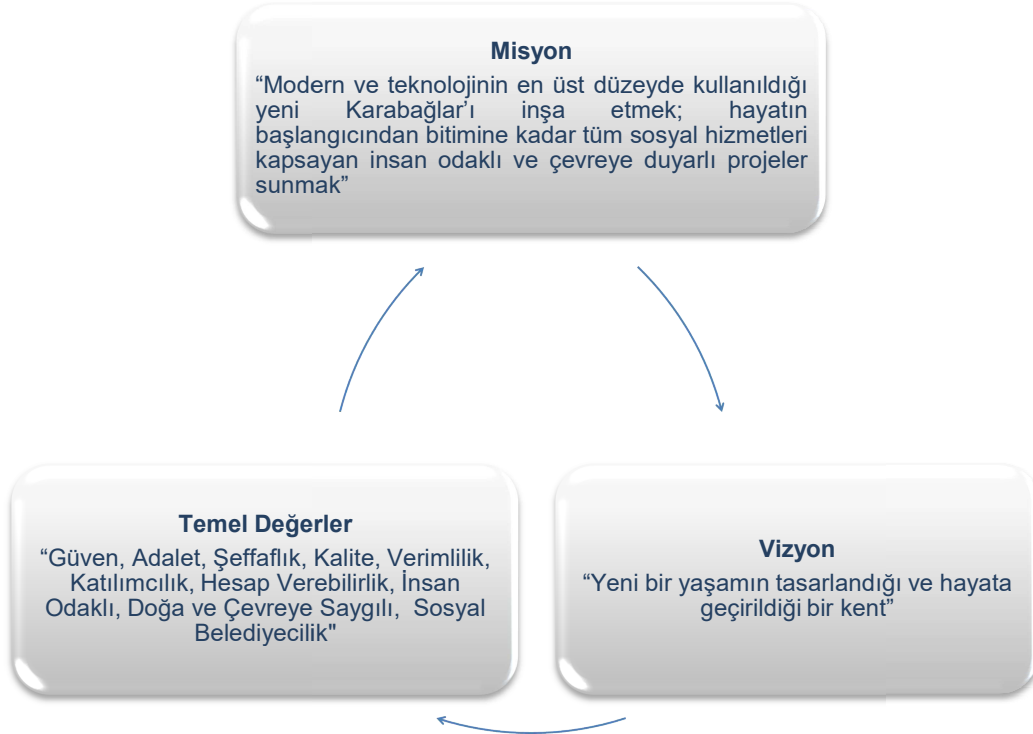 Misyon
“Modern ve teknolojinin en üst düzeyde kullanıldığı
yeni Karabağlar’ı inşa etmek; hayatın
başlangıcından bitimine kadar tüm sosyal hizmetleri
kapsayan insan odaklı ve çevreye duyarlı projeler
sunmak”
Temel Değerler
“Güven, Adalet, Şeffaflık, Kalite, Verimlilik,
Katılımcılık, Hesap Verebilirlik, İnsan
Odaklı, Doğa ve Çevreye Saygılı, Sosyal
Belediyecilik"
Vizyon
“Yeni bir yaşamın tasarlandığı ve hayata
geçirildiği bir kent”